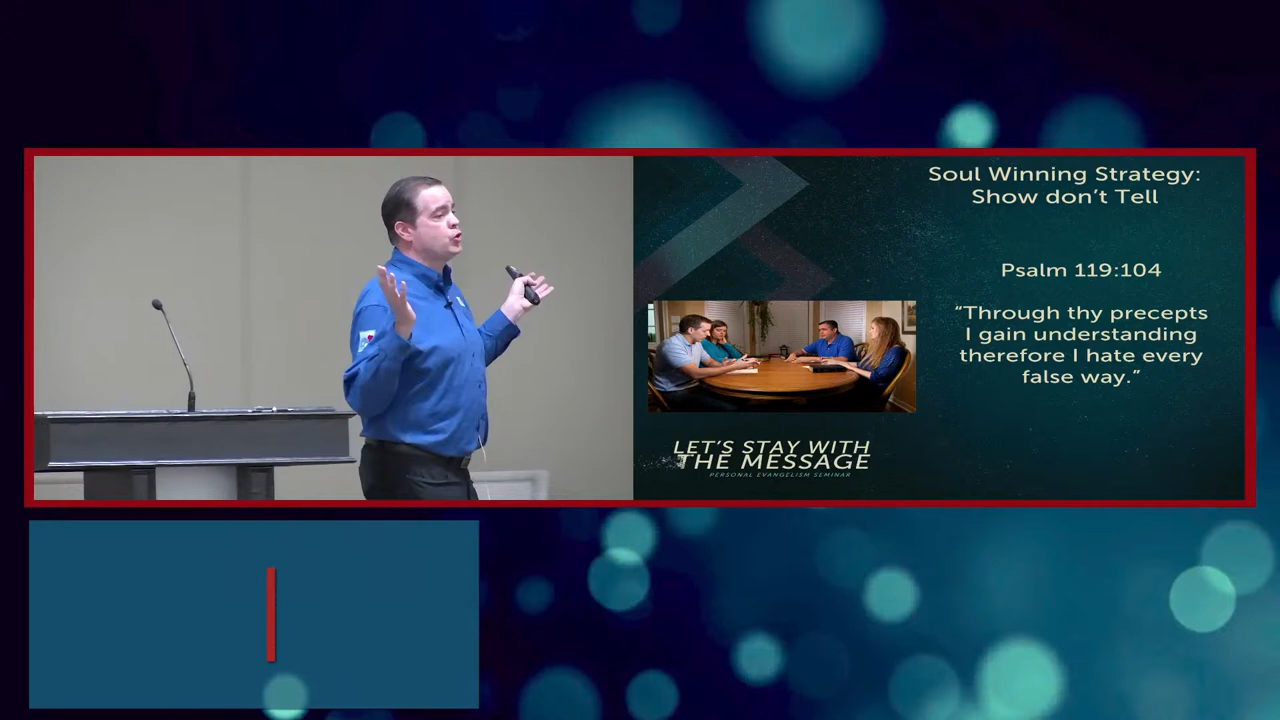 Soul Winning Strategy:
Show don't Tell
Psalm 119:104
“Through thy precepts
I gain understanding
therefore I hate every
false way.”
LET'S STAY WITH
THE MESSAGE
PERSONAL EVANGELISM SEMINAR